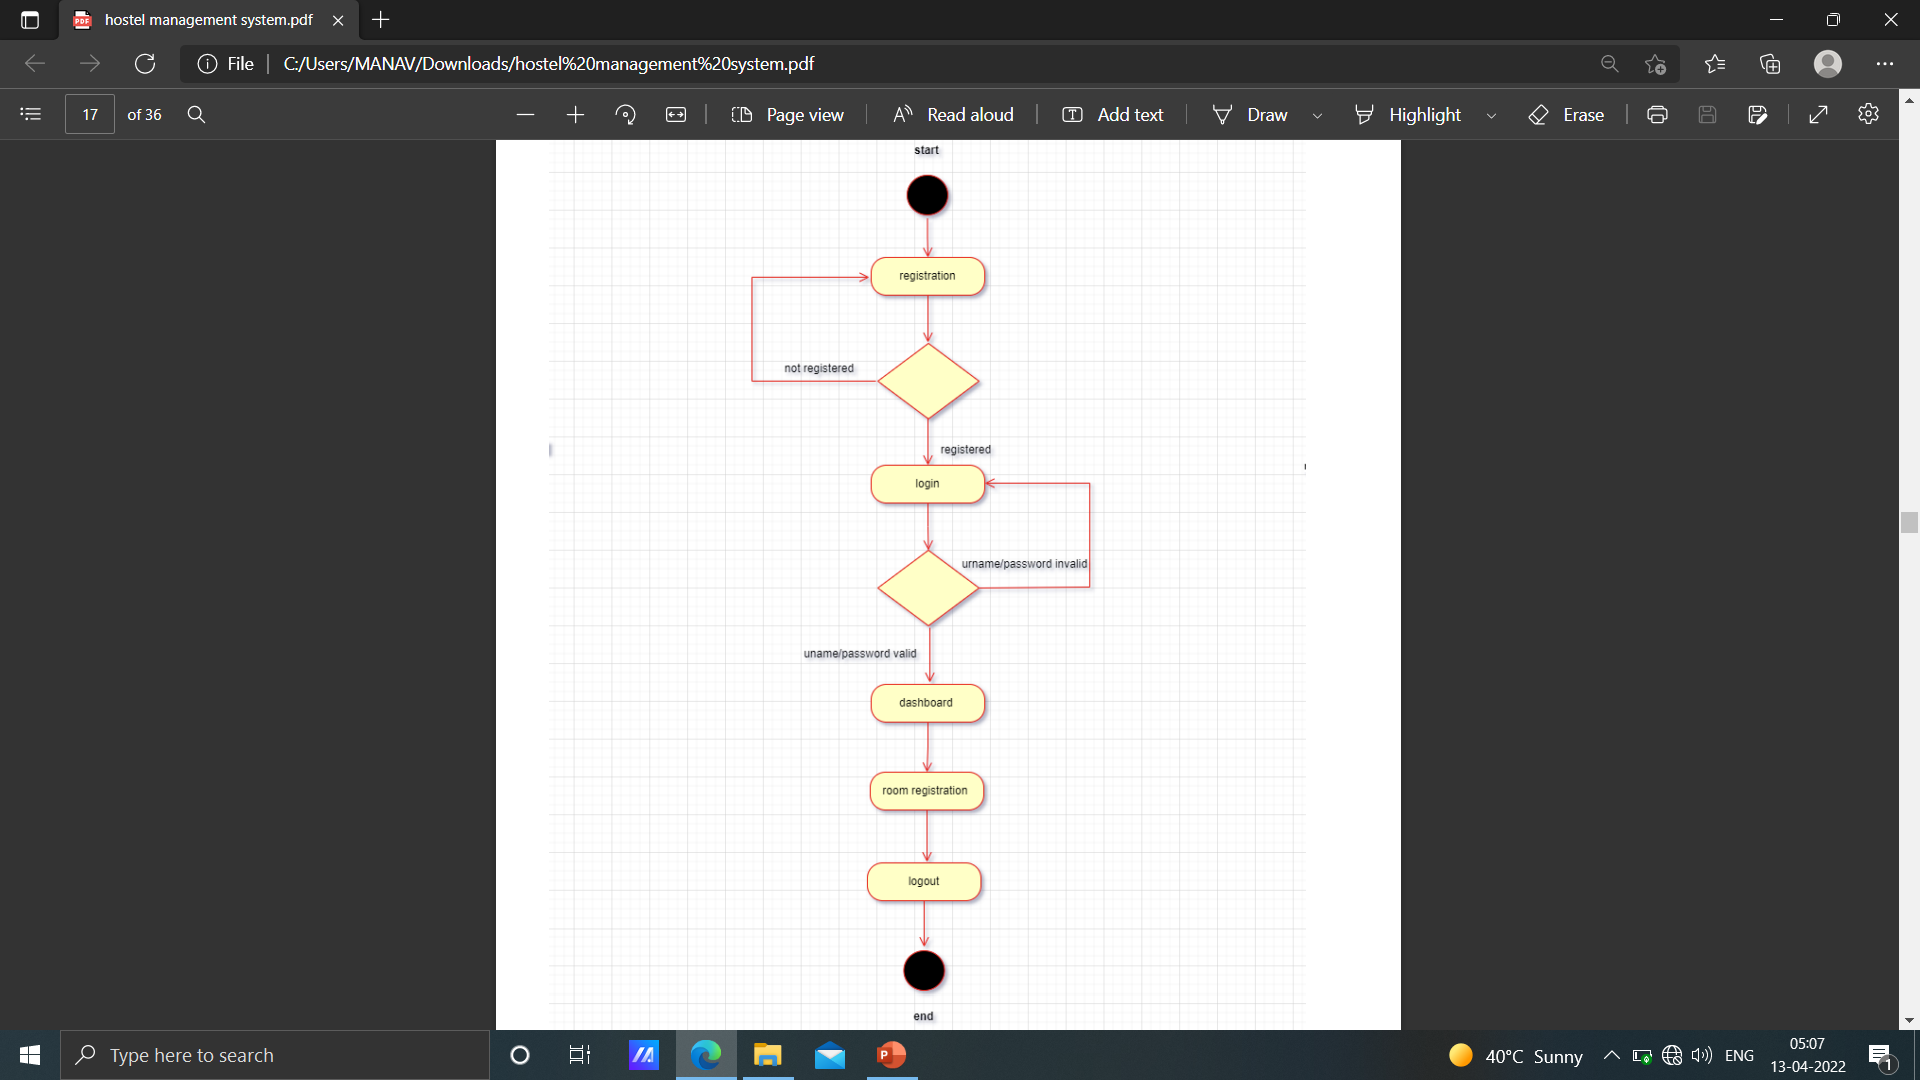 hostel management system.pdf
File
C:/Users/MANAV/Downloads/hostel%20management%20system.pdf
17 of 36
Page view
Read aloud
Add text
Draw
Highlight
Erase
start
registration
not registered
registered
login
urname/password invalid
uname/password valid
dashboard
room registration
logout
end
Type here to search
40°C Sunny
ENG
05:07
13-04-2022
1